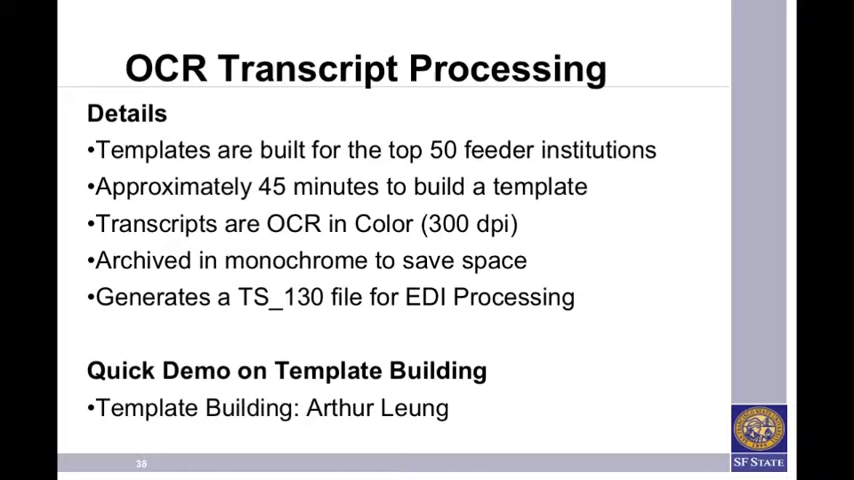 OCR Transcript Processing
Details
•Templates are built for the top 50 feeder institutions
•Approximately 45 minutes to build a template
•Transcripts are OCR in Color (300 dpi)
•Archived in monochrome to save space
•Generates a TS_130 file for EDI Processing
Quick Demo on Template Building
•Template Building: Arthur Leung
38
SF STATE